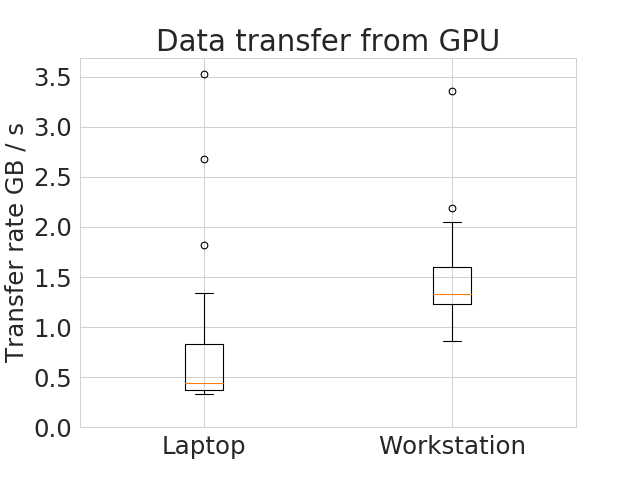 Data transfer from GPU
Transfer rate GB / s
3.5
3.0
2.5
2.0
1.5
1.0
0.5
0.0
Laptop
Workstation